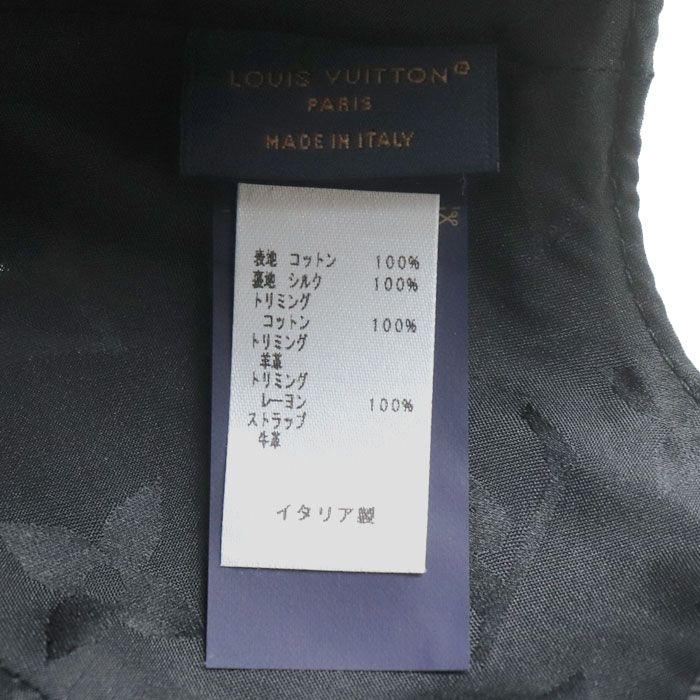 LOUIS VUITTON
PARIS
MADE IN ITALY
表地 コットン 100%
裏地 シルク 100%
トリミング
コットン 100%
トリミング
羊革
トリミング
レーヨン 100%
ストラップ
牛革
イタリア製